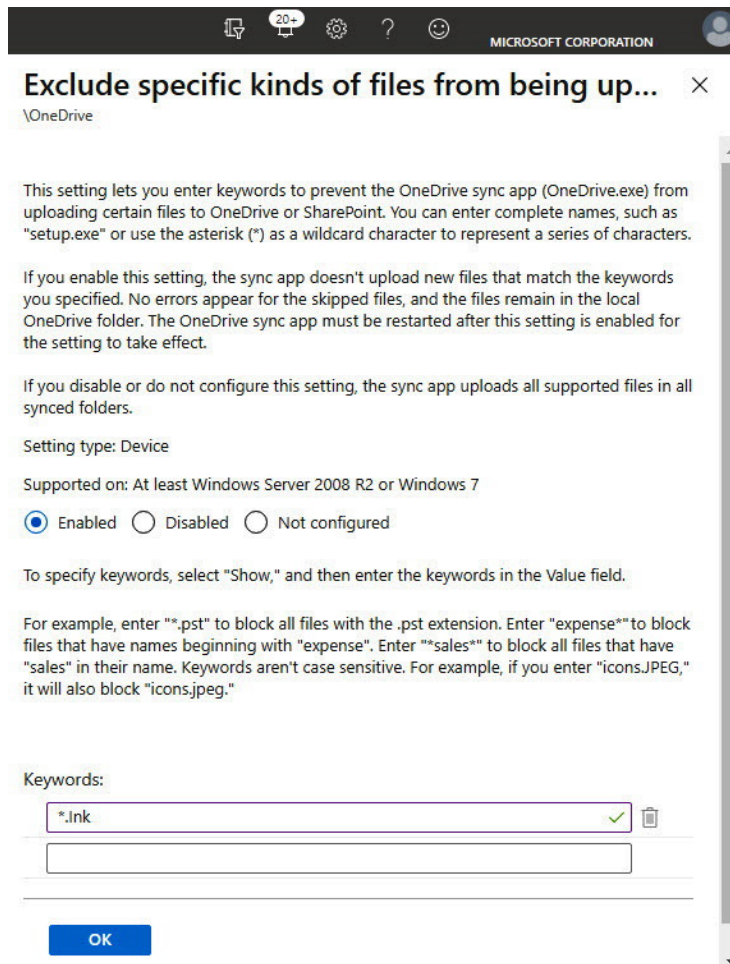 20+
MICROSOFT CORPORATION
Exclude specific kinds of files from being up...
\OneDrive
This setting lets you enter keywords to prevent the OneDrive sync app (OneDrive.exe) from
uploading certain files to OneDrive or SharePoint. You can enter complete names, such as
"setup.exe" or use the asterisk (*) as a wildcard character to represent a series of characters.
If you enable this setting, the sync app doesn't upload new files that match the keywords
you specified. No errors appear for the skipped files, and the files remain in the local
OneDrive folder. The OneDrive sync app must be restarted after this setting is enabled for
the setting to take effect.
If you disable or do not configure this setting, the sync app uploads all supported files in all
synced folders.
Setting type: Device
Supported on: At least Windows Server 2008 R2 or Windows 7
Enabled Disabled Not configured
To specify keywords, select "Show," and then enter the keywords in the Value field.
For example, enter "*.pst" to block all files with the .pst extension. Enter "expense*"to block
files that have names beginning with "expense". Enter "*sales*" to block all files that have
"sales" in their name. Keywords aren't case sensitive. For example, if you enter "icons.JPEG,"
it will also block "icons.jpeg."
Keywords:
*.lnk
OK